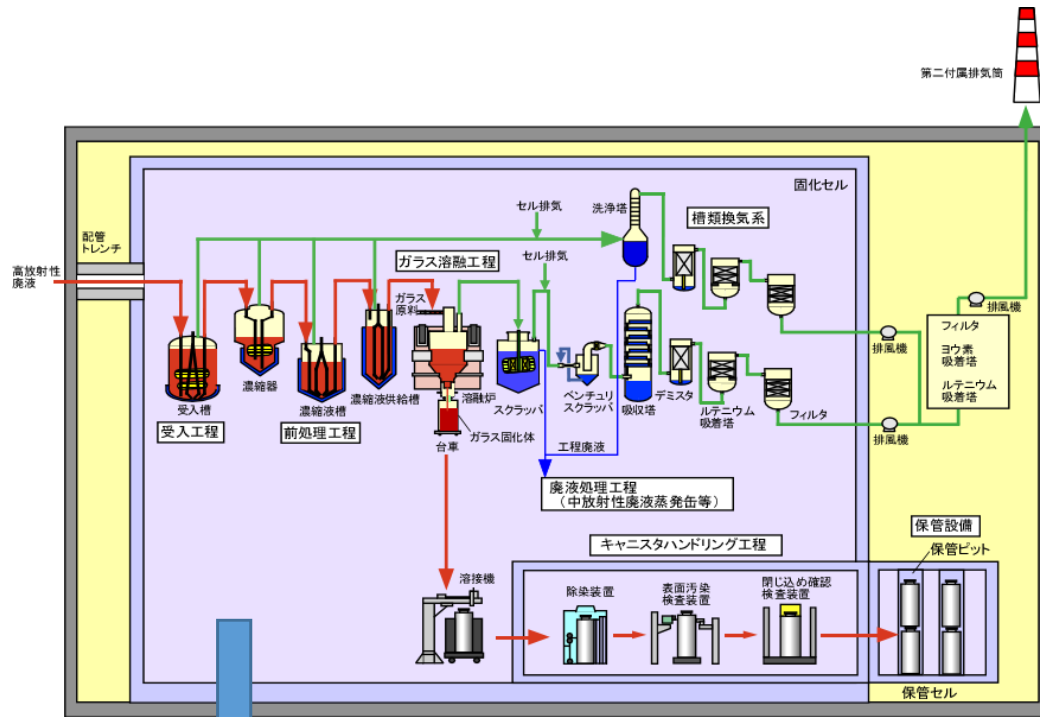 第二付属排気筒
固化セル
セル排気
洗浄塔
槽類換気系
配管
トレンチ
高放射性
廃液
ガラス溶融工程
セル排気
ガラス
原料
排風機
フィルタ
ヨウ素
吸着塔
ルテニウム
吸着塔
排風機
受入槽
濃縮器
濃縮液槽
濃縮液供給槽
溶融炉
スクラッバ
ベンチュリ
スクラッバ
吸収塔
デミスタ
ルテニウム
吸着塔
フィルタ
排風機
受入工程
前処理工程
ガラス固化体
台車
工程廃液
廃液処理工程
(中放射性廃液蒸発缶等)
保管設備
保管ピット
キャニスタハンドリング工程
溶接機
除染装置
表面汚染
検査装置
閉じ込め確認
検査装置
保管セル